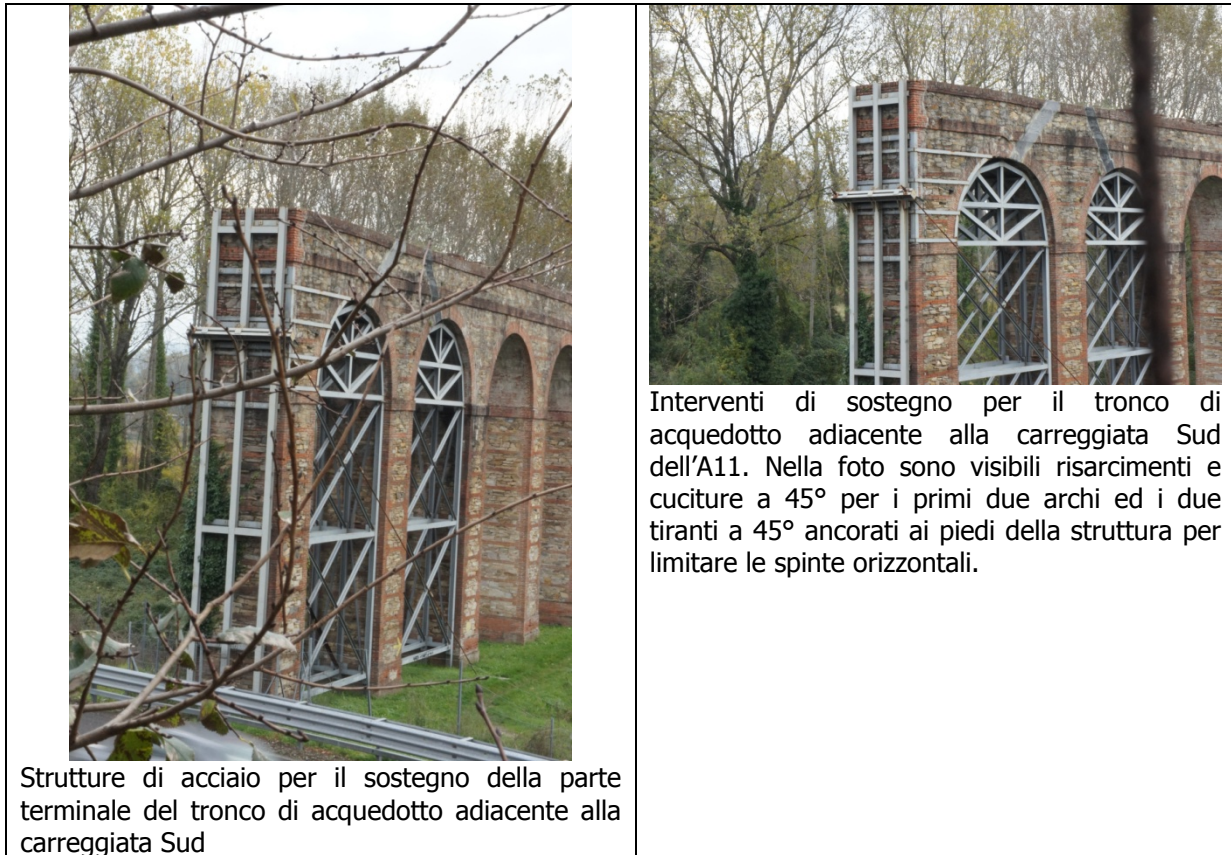 Strutture di acciaio per il sostegno della parte
terminale del tronco di acquedotto adiacente alla
carreggiata Sud
Interventi di sostegno per il tronco di
acquedotto adiacente alla carreggiata Sud
dell’A11. Nella foto sono visibili risarcimenti e
cuciture a 45° per i primi due archi ed i due
tiranti a 45° ancorati ai piedi della struttura per
limitare le spinte orizzontali.